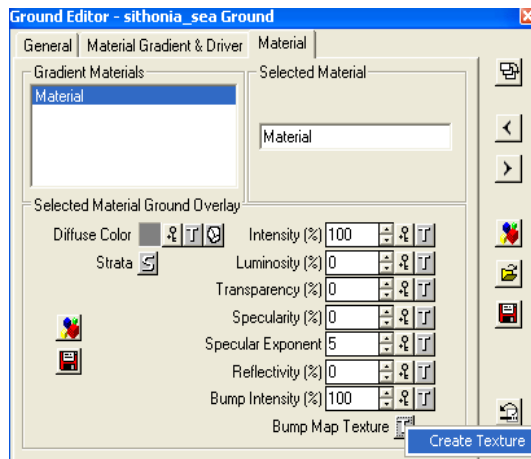 Ground Editor - sithonia_sea Ground
General Material Gradient & Driver Material
Gradient Materials Selected Material
Material
Material
Selected Material Ground Overlay
Diffuse Color T Intensity (%) 100 T
Strata S Luminosity (%) 0 T
Transparency (%) 0 T
Specularity (%) 0 T
Specular Exponent 5 T
Reflectivity (%) 0 T
Bump Intensity (%) 100 T
Bump Map Texture
Create Texture